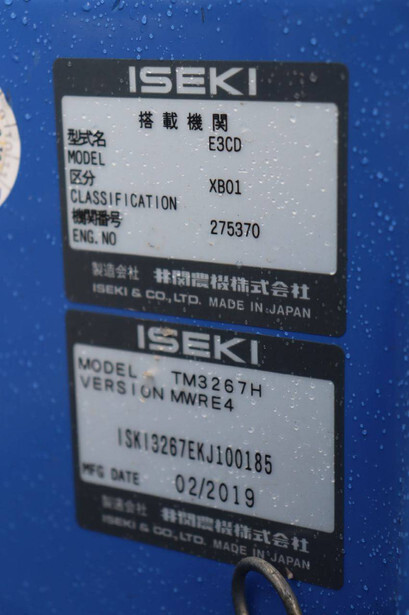 ISEKI
搭載機関
型式名 E3CD
MODEL
区分 XB01
CLASSIFICATION
機関番号 275370
ENG.NO
製造会社 井関農機株式会社
ISEKI & CO.,LTD. MADE IN JAPAN
ISEKI
MODEL TM3267H
VERSION MWRE4
ISKI3267EKJ100185
MFG DATE 02/2019
製造会社 井関農機株式会社
ISEKI & CO.,LTD. MADE IN JAPAN